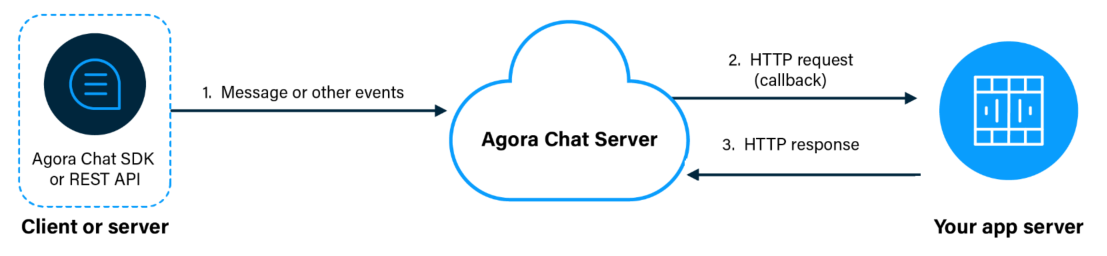 Agora Chat SDK
or REST API
Client or server
1. Message or other events
Agora Chat Server
2. HTTP request
(callback)
3. HTTP response
Your app server